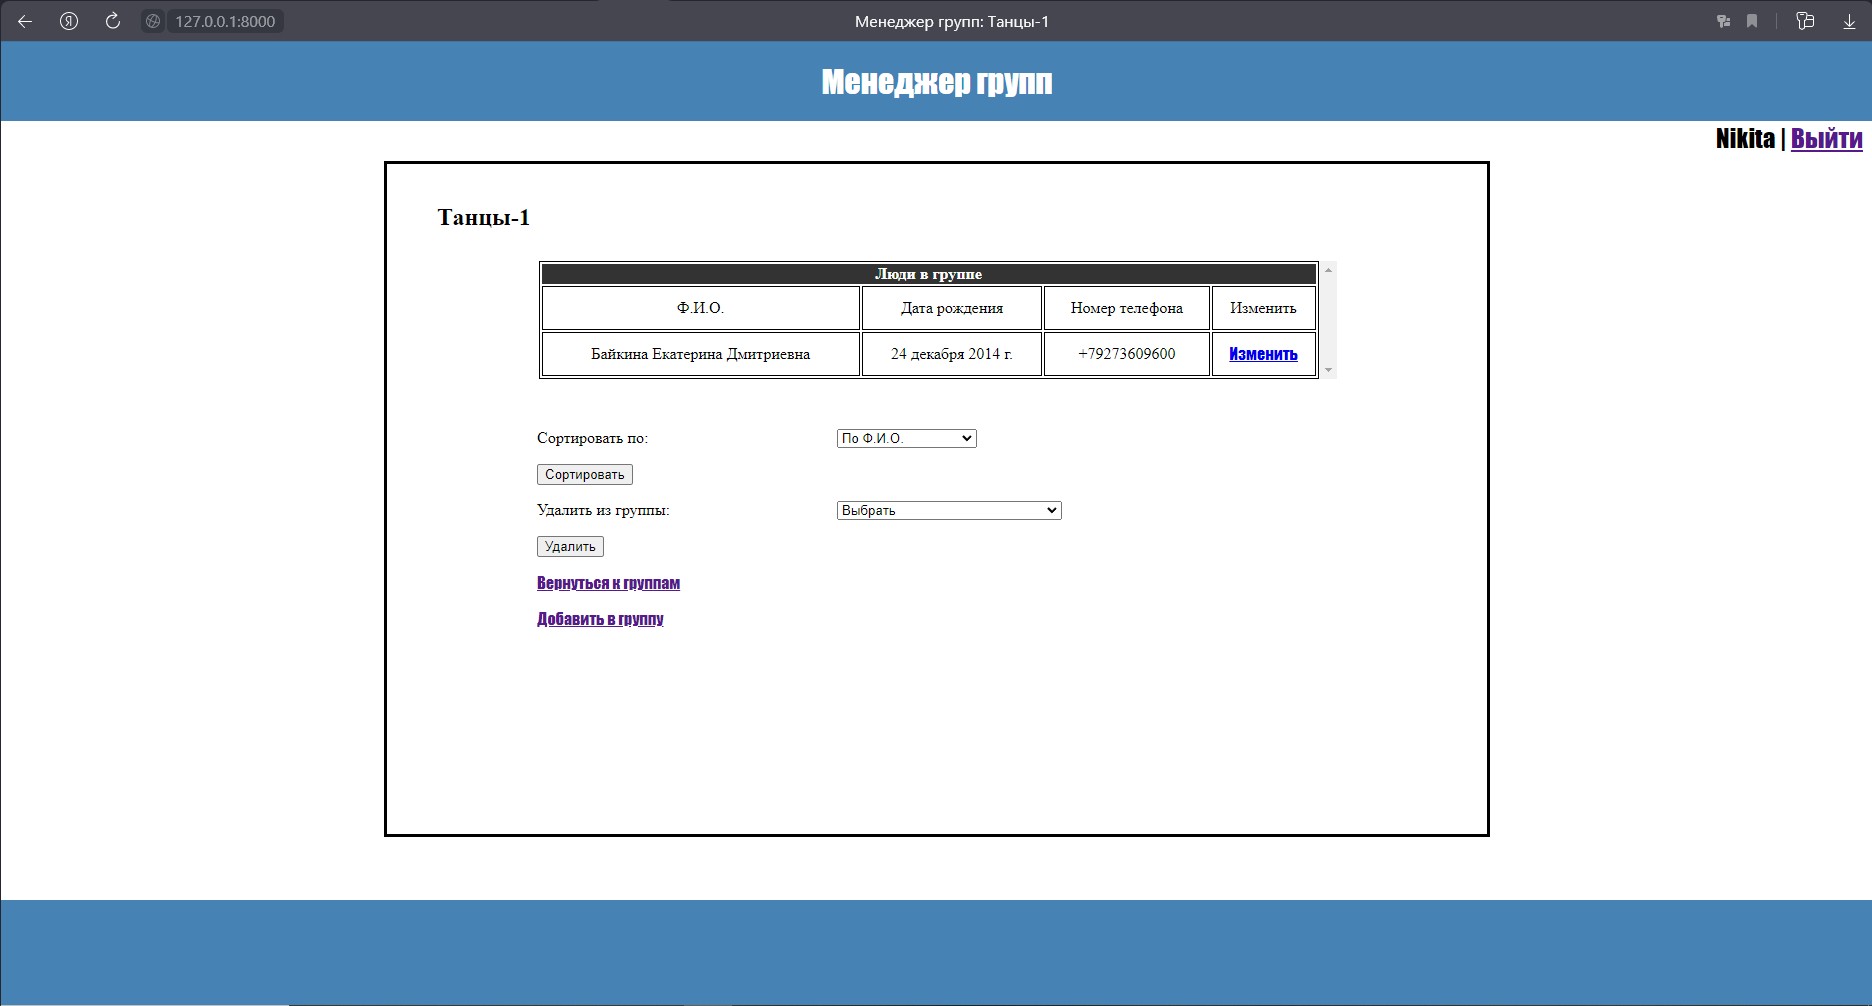 127.0.0.1:8000 Менеджер групп: Танцы-1
Менеджер групп
Nikita | Выйти
Танцы-1
Люди в группе
Ф.И.О. Дата рождения Номер телефона Изменить
Байкина Екатерина Дмитриевна 24 декабря 2014 г. +79273609600 Изменить
Сортировать по: По Ф.И.О.
Сортировать
Удалить из группы: Выбрать
Удалить
Вернуться к группам
Добавить в группу